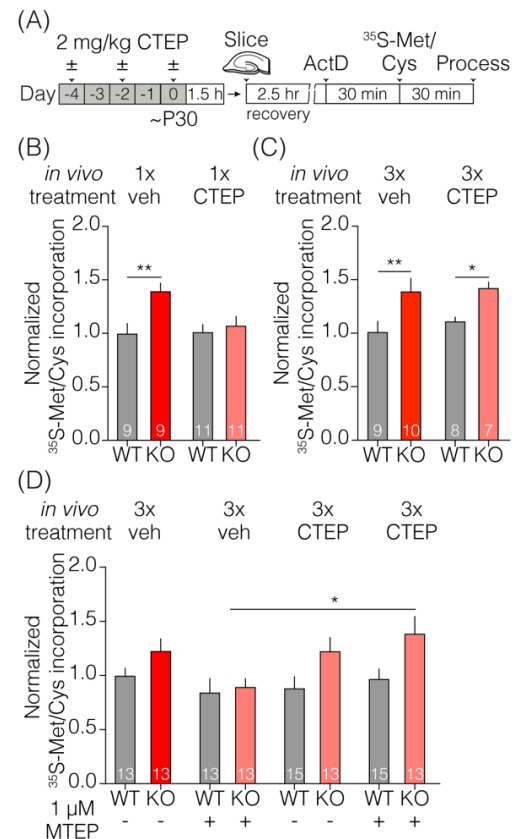 (A)
2 mg/kg CTEP
Slice
35S-Met/
± ± ±
ActD Cys Process
Day -4 -3 -2 -1 0 1.5 h 2.5 hr 30 min 30 min
~P30
recovery
(B)
in vivo 1x 1x
treatment veh CTEP
Normalized
35S-Met/Cys incorporation
2.0
1.5
1.0
0.5
0.0
**
9 9 11 11
WT KO WT KO
(C)
in vivo 3x 3x
treatment veh CTEP
Normalized
35S-Met/Cys incorporation
2.0
1.5
1.0
0.5
0.0
** *
9 10 8 7
WT KO WT KO
(D)
in vivo 3x 3x 3x 3x
treatment veh veh CTEP CTEP
Normalized
35S-Met/Cys incorporation
2.0
1.5
1.0
0.5
0.0
*
13 13 13 13 15 13 15 13
WT KO WT KO WT KO WT KO
1 µM
MTEP - - + + - - + +